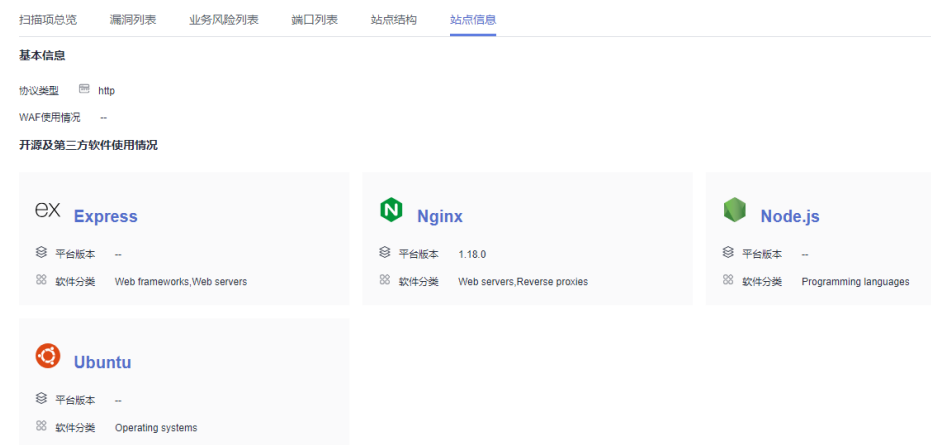 扫描项总览 漏洞列表 业务风险列表 端口列表 站点结构 站点信息
基本信息
协议类型 http
WAF使用情况 --
开源及第三方软件使用情况
ex Express
平台版本 --
软件分类 Web frameworks,Web servers
N Nginx
平台版本 1.18.0
软件分类 Web servers,Reverse proxies
Node.js
平台版本 --
软件分类 Programming languages
Ubuntu
平台版本 --
软件分类 Operating systems